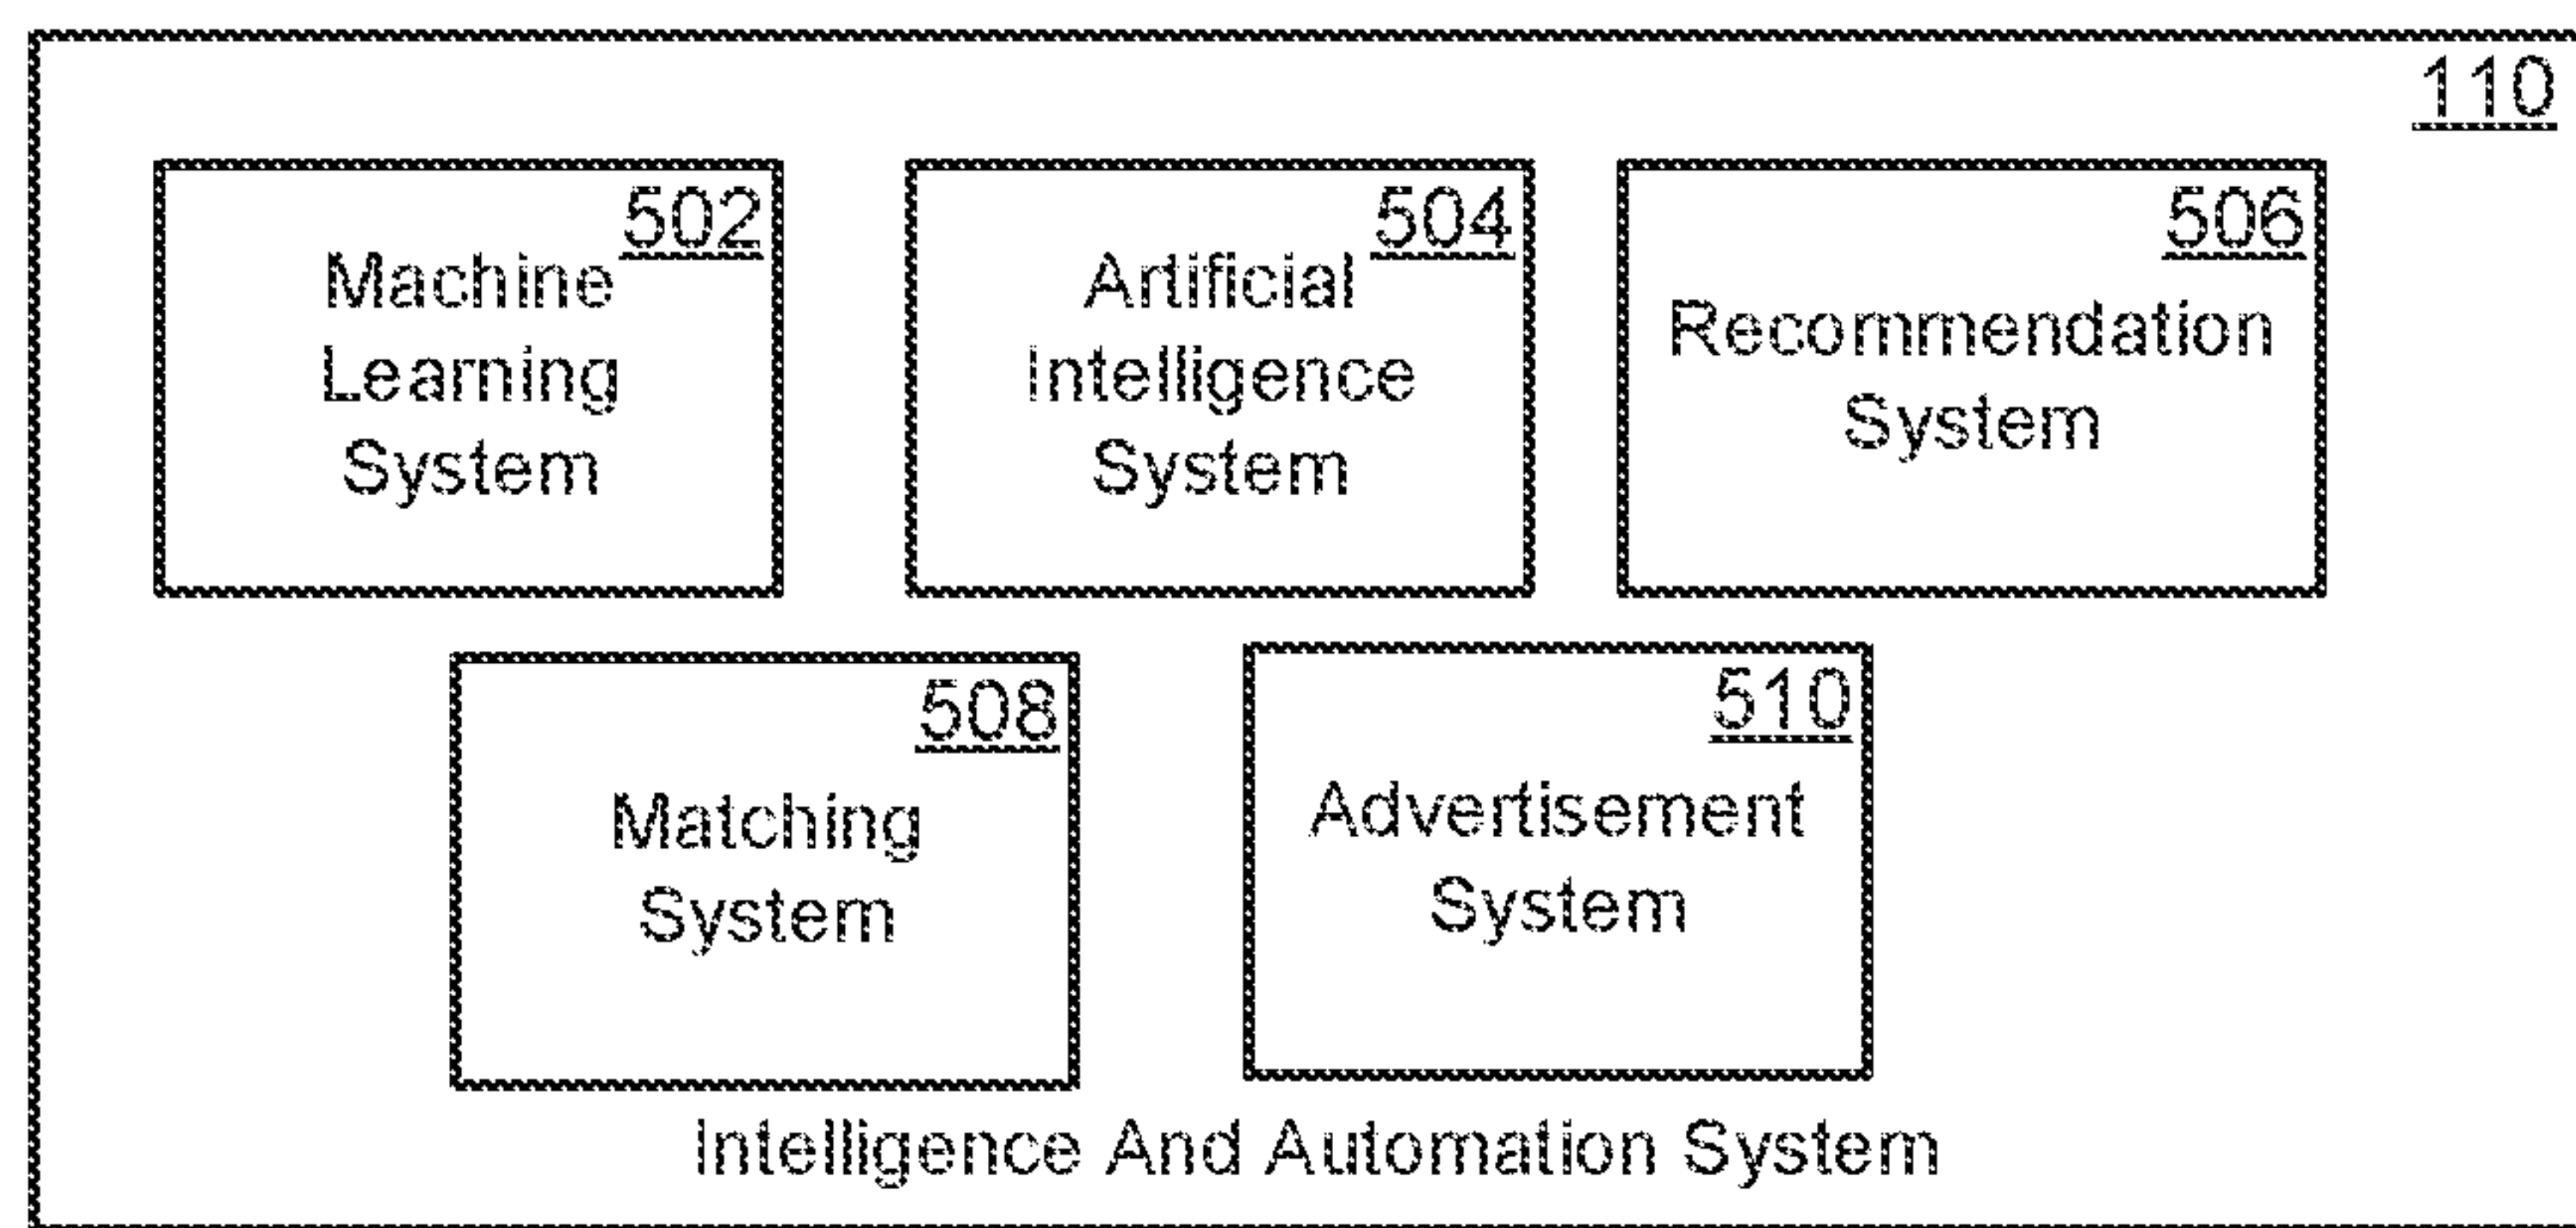 110
502
Machine
Learning
System
504
Artificial
Intelligence
System
506
Recommendation
System
508
Matching
System
510
Advertisement
System
Intelligence And Automation System